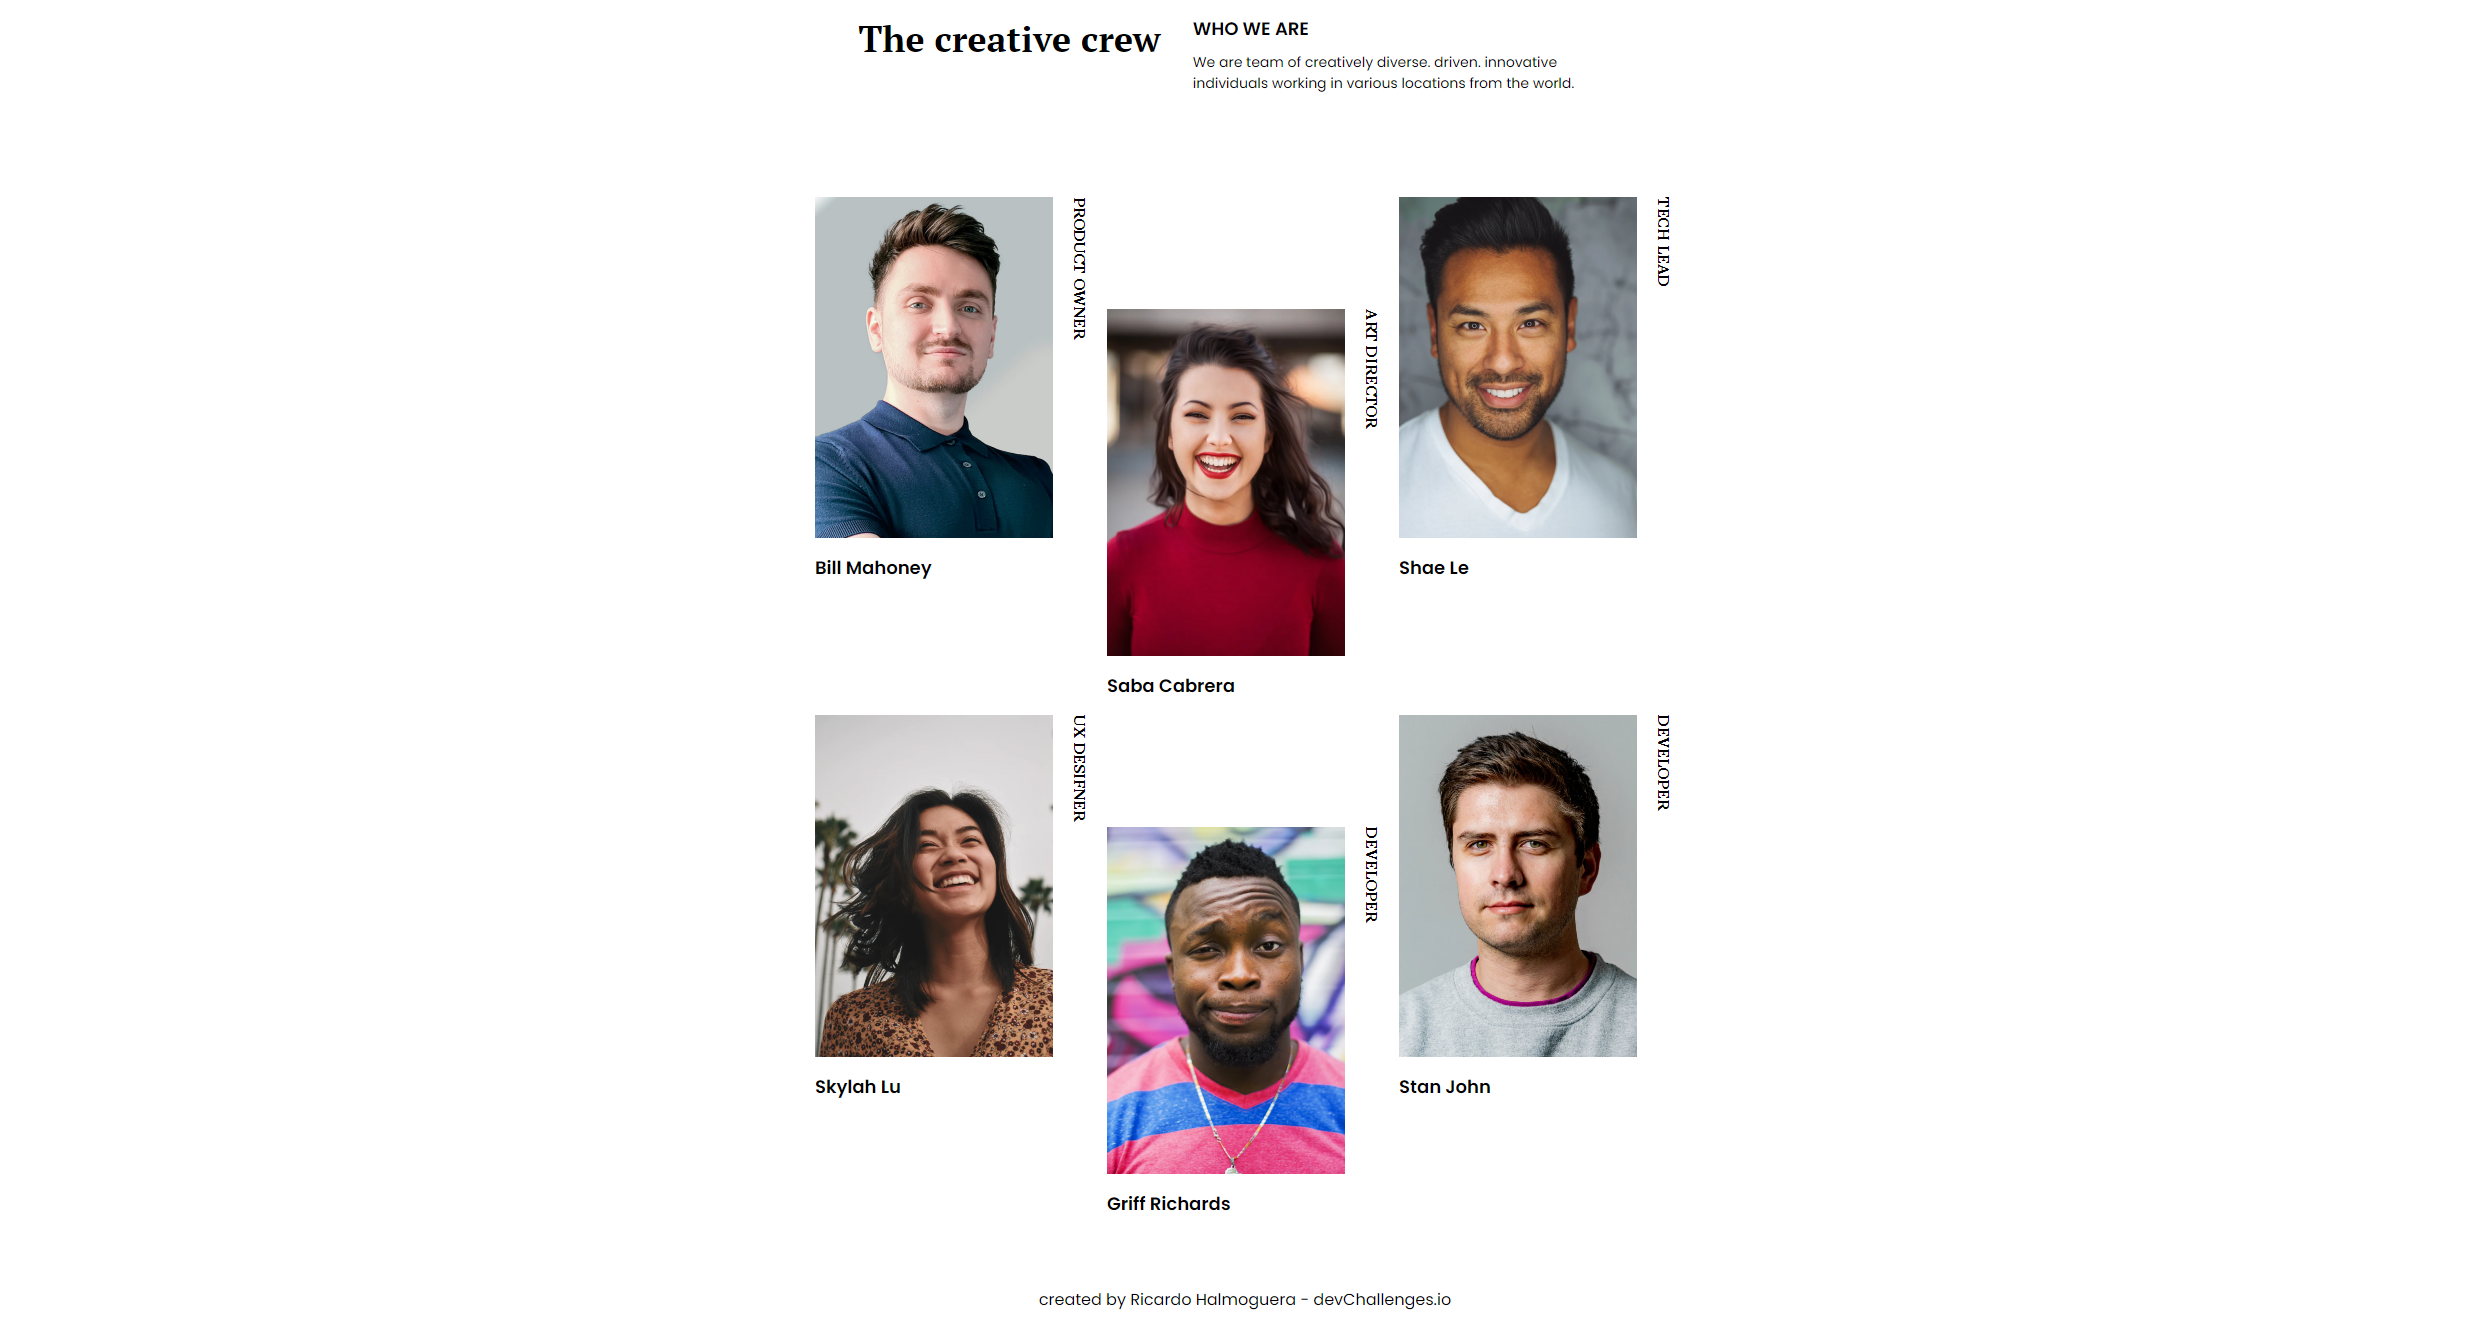 The creative crew
WHO WE ARE
We are team of creatively diverse. driven. innovative
individuals working in various locations from the world.
PRODUCT OWNER
Bill Mahoney
ART DIRECTOR
Saba Cabrera
TECH LEAD
Shae Le
UX DESIFNER
Skylah Lu
DEVELOPER
Griff Richards
DEVELOPER
Stan John
created by Ricardo Halmoguera - devChallenges.io